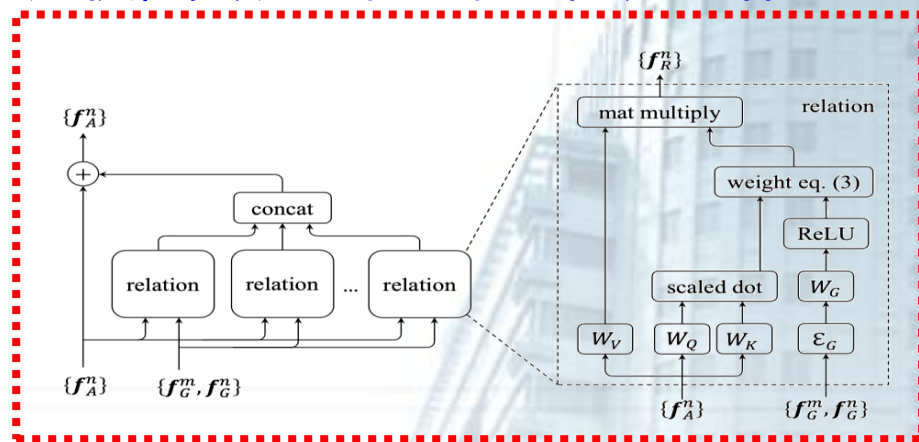 {f_R^n}
mat multiply
relation
{f_A^n}
+
weight eq. (3)
concat
ReLU
relation
relation
...
relation
scaled dot
W_G
W_V
W_Q
W_K
ℰ_G
{f_A^n}
{f_G^m, f_G^n}
{f_A^n}
{f_G^m, f_G^n}